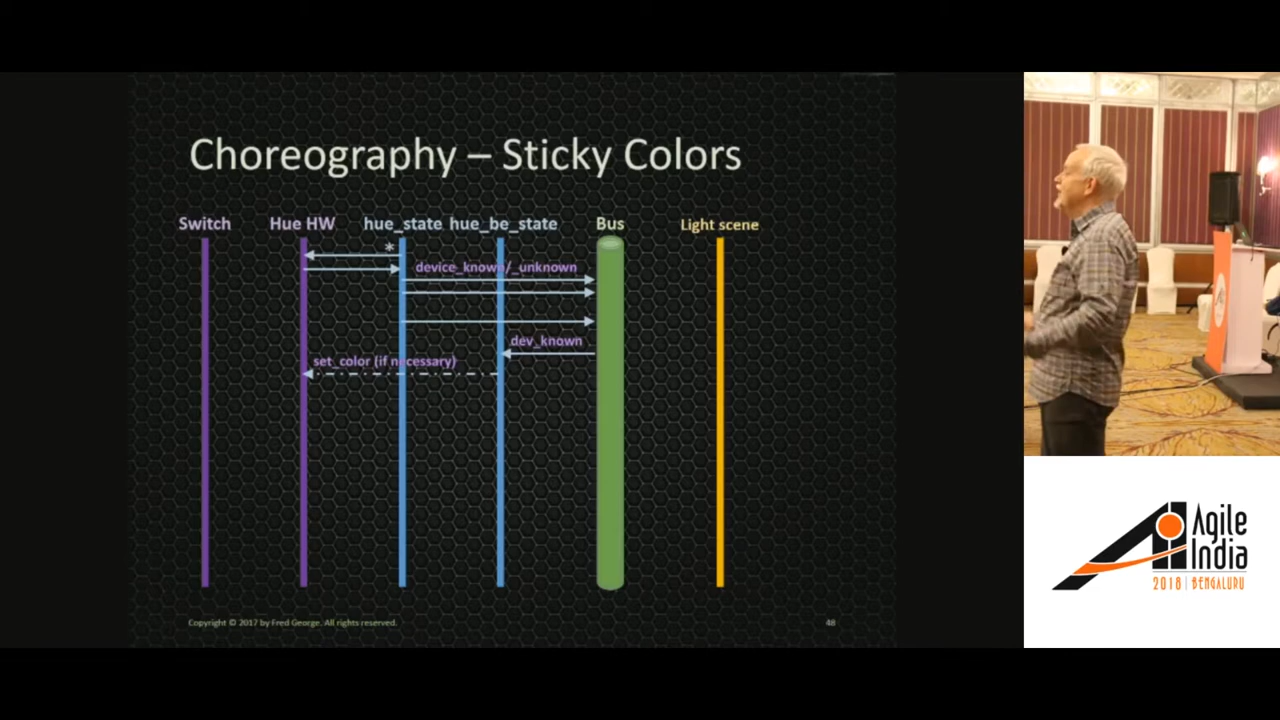 Choreography – Sticky Colors
Switch
Hue HW
hue_state
hue_be_state
Bus
Light scene
*
device_known/_unknown
dev_known
set_color (if necessary)
Copyright © 2017 by Fred George. All rights reserved.
48
Agile
India
2018 | BENGALURU